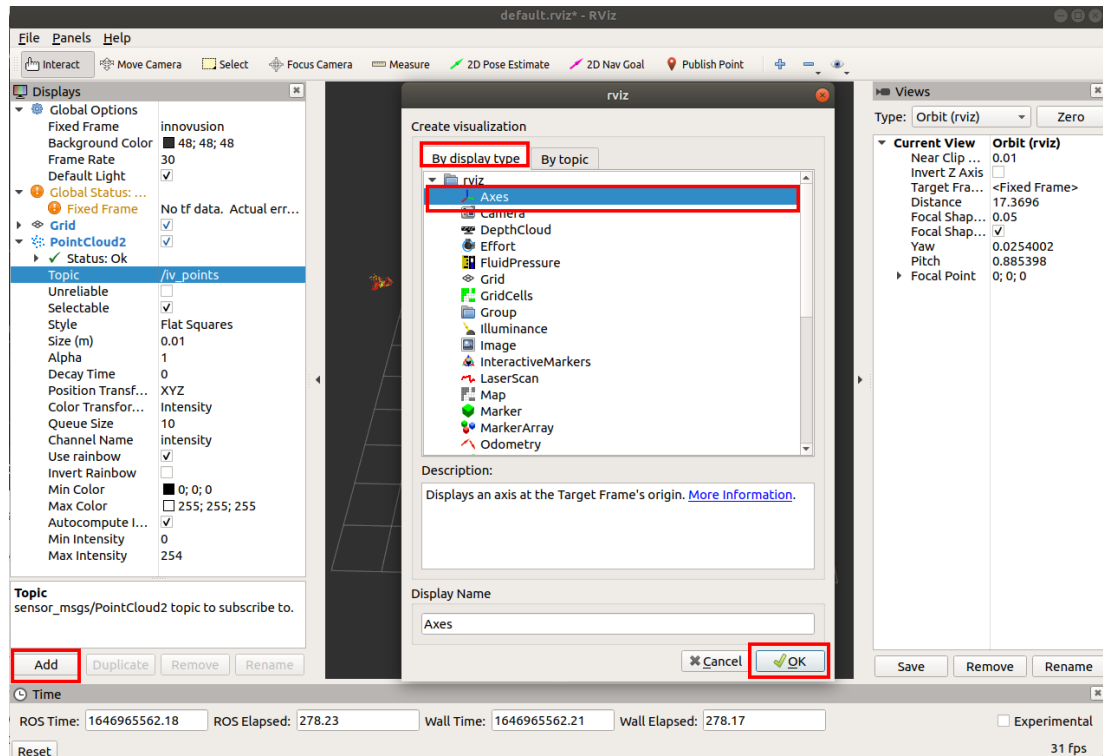 default.rviz* - RViz
File Panels Help
Interact Move Camera Select Focus Camera Measure 2D Pose Estimate 2D Nav Goal Publish Point
Displays
Global Options
Fixed Frame innovusion
Background Color 48; 48; 48
Frame Rate 30
Default Light
Global Status: ...
Fixed Frame No tf data. Actual err...
Grid
PointCloud2
Status: Ok
Topic /iv_points
Unreliable
Selectable
Style Flat Squares
Size (m) 0.01
Alpha 1
Decay Time 0
Position Transf... XYZ
Color Transfor... Intensity
Queue Size 10
Channel Name intensity
Use rainbow
Invert Rainbow
Min Color 0; 0; 0
Max Color 255; 255; 255
Autocompute I...
Min Intensity 0
Max Intensity 254
Topic
sensor_msgs/PointCloud2 topic to subscribe to.
Add Duplicate Remove Rename
rviz
Create visualization
By display type By topic
rviz
Axes
Camera
DepthCloud
Effort
FluidPressure
Grid
GridCells
Group
Illuminance
Image
InteractiveMarkers
LaserScan
Map
Marker
MarkerArray
Odometry
Description:
Displays an axis at the Target Frame's origin. More Information.
Display Name
Axes
Cancel OK
Views
Type: Orbit (rviz) Zero
Current View Orbit (rviz)
Near Clip ... 0.01
Invert Z Axis
Target Fra... <Fixed Frame>
Distance 17.3696
Focal Shap... 0.05
Focal Shap...
Yaw 0.0254002
Pitch 0.885398
Focal Point 0; 0; 0
Save Remove Rename
Time
ROS Time: 1646965562.18 ROS Elapsed: 278.23 Wall Time: 1646965562.21 Wall Elapsed: 278.17 Experimental
Reset 31 fps